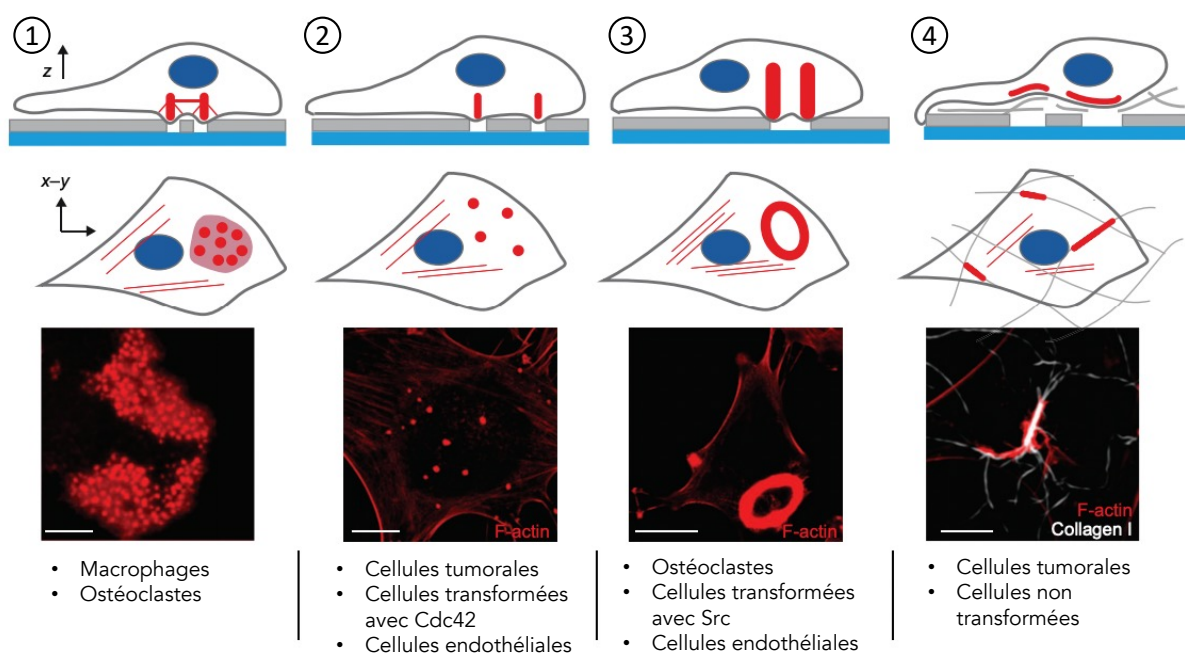 1
2
3
4
z
x–y
F-actin
F-actin
F-actin
Collagen I
• Macrophages
• Ostéoclastes
• Cellules tumorales
• Cellules transformées
avec Cdc42
• Cellules endothéliales
• Ostéoclastes
• Cellules transformées
avec Src
• Cellules endothéliales
• Cellules tumorales
• Cellules non
transformées